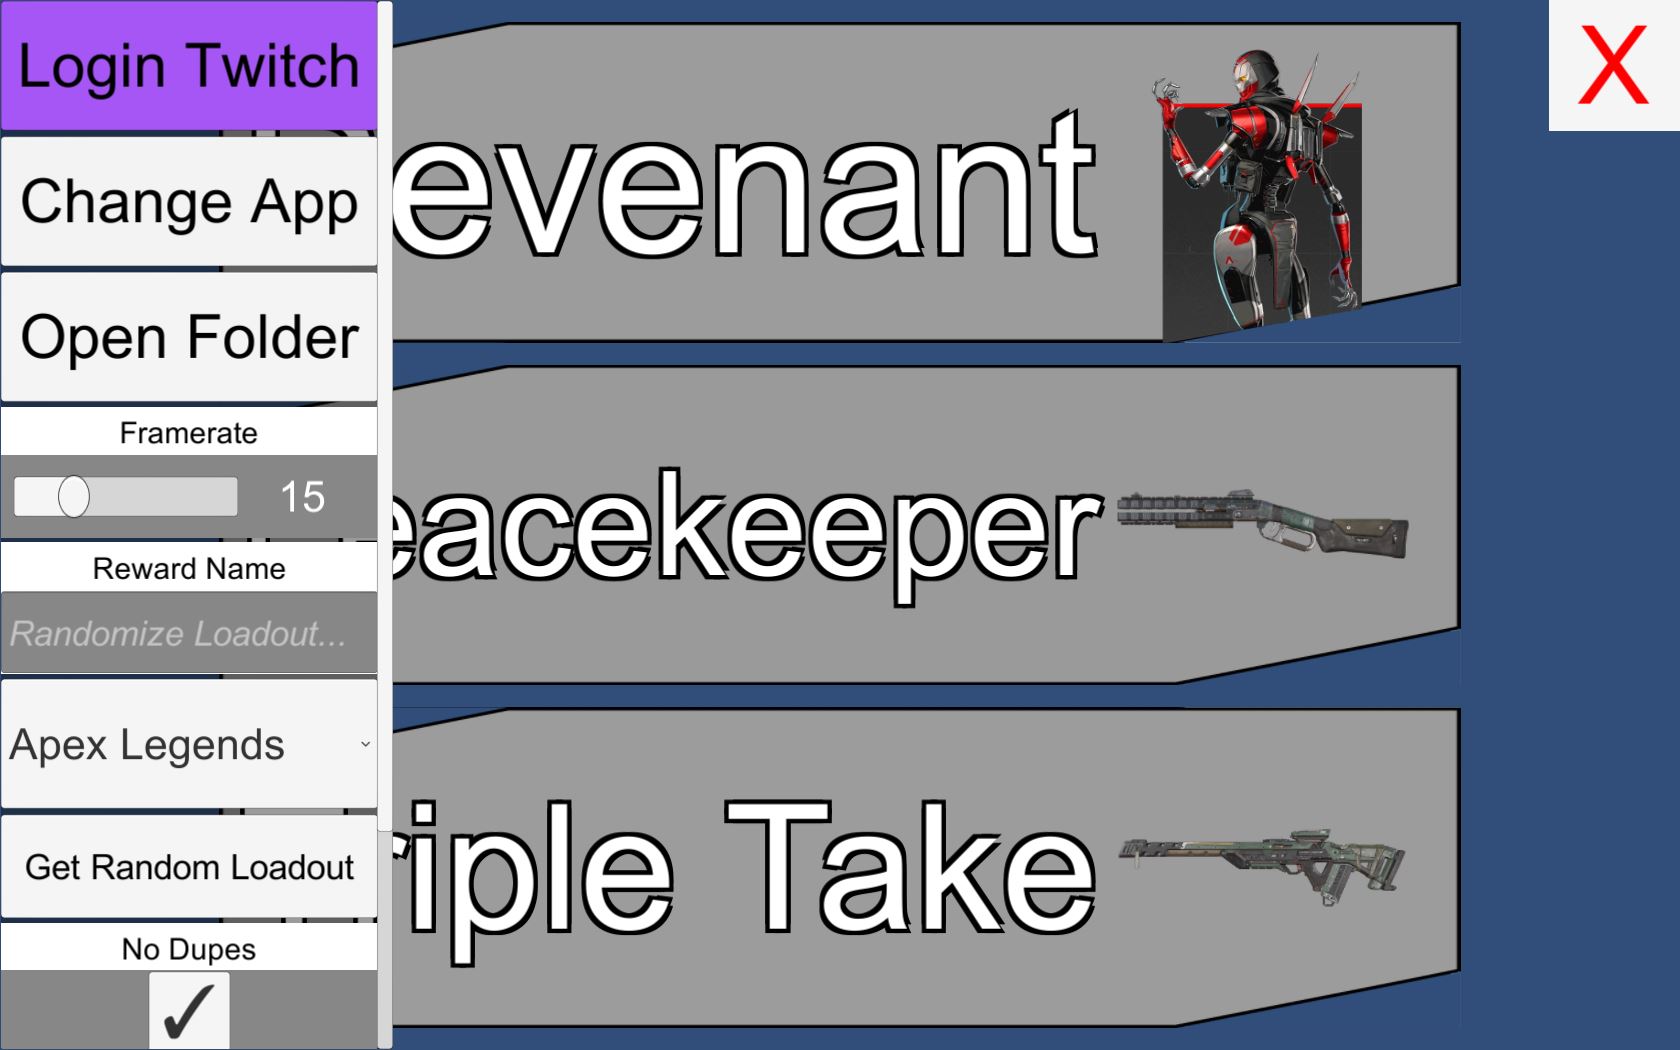 Login Twitch
Change App
Open Folder
Framerate
15
Reward Name
Randomize Loadout...
Apex Legends
Get Random Loadout
No Dupes
evenant
eacekeeper
riple Take
X